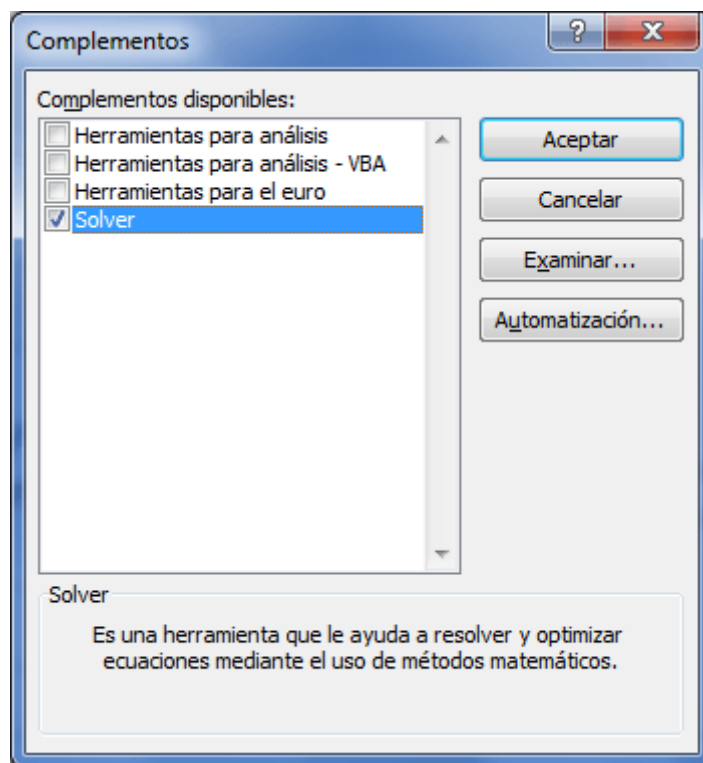 Complementos
Complementos disponibles:
Herramientas para análisis
Herramientas para análisis - VBA
Herramientas para el euro
Solver
Aceptar
Cancelar
Examinar...
Automatización...
Solver
Es una herramienta que le ayuda a resolver y optimizar
ecuaciones mediante el uso de métodos matemáticos.